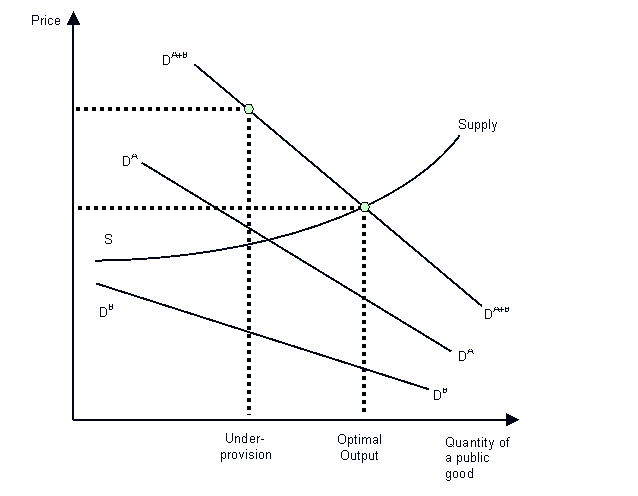 Price
D^A+B
Supply
D^A
S
D^B
D^A+B
D^A
D^B
Under-
provision
Optimal
Output
Quantity of
a public
good